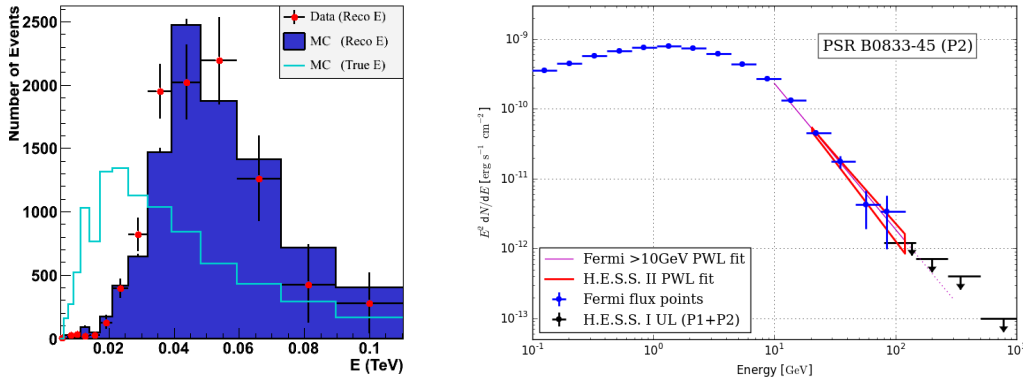 Number of Events
2500
2000
1500
1000
500
0
Data (Reco E)
MC (Reco E)
MC (True E)
0.02
0.04
0.06
0.08
0.1
E (TeV)
E² dN/dE [erg s⁻¹ cm⁻²]
10⁻⁹
10⁻¹⁰
10⁻¹¹
10⁻¹²
10⁻¹³
PSR B0833-45 (P2)
Fermi >10GeV PWL fit
H.E.S.S. II PWL fit
Fermi flux points
H.E.S.S. I UL (P1+P2)
10⁻¹
10⁰
10¹
10²
10³
Energy [GeV]